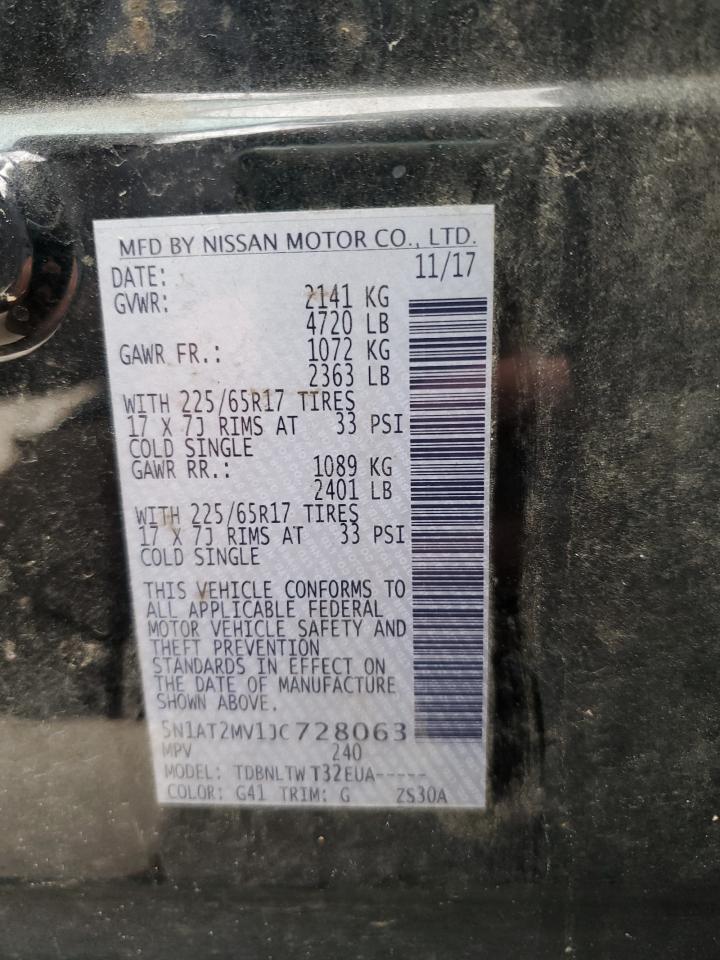 MFD BY NISSAN MOTOR CO., LTD.
DATE: 11/17
GVWR: 2141 KG
4720 LB
GAWR FR.: 1072 KG
2363 LB
WITH 225/65R17 TIRES
17 X 7J RIMS AT 33 PSI
COLD SINGLE
GAWR RR.: 1089 KG
2401 LB
WITH 225/65R17 TIRES
17 X 7J RIMS AT 33 PSI
COLD SINGLE
THIS VEHICLE CONFORMS TO
ALL APPLICABLE FEDERAL
MOTOR VEHICLE SAFETY AND
THEFT PREVENTION
STANDARDS IN EFFECT ON
THE DATE OF MANUFACTURE
SHOWN ABOVE.
5N1AT2MV1JC728063
MPV 240
MODEL: TDBNLTW T32EUA-----
COLOR: G41 TRIM: G ZS30A